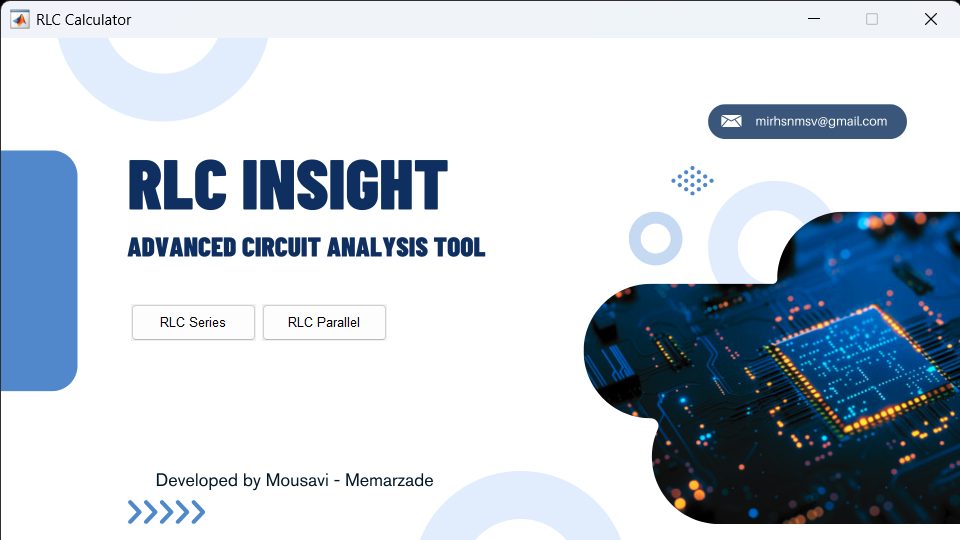 RLC Calculator
mirhsnmsv@gmail.com
RLC INSIGHT
ADVANCED CIRCUIT ANALYSIS TOOL
RLC Series
RLC Parallel
Developed by Mousavi - Memarzade